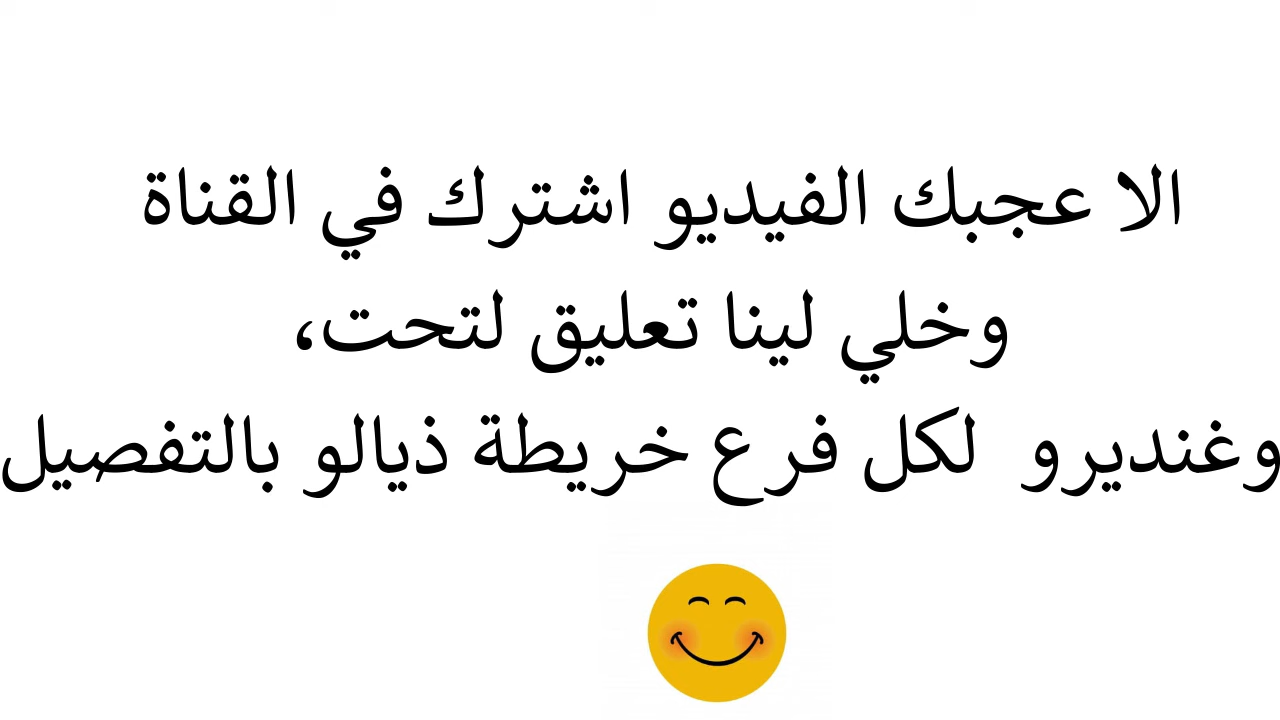 الا عجبك الفيديو اشترك في القناة
وخلي لينا تعليق لتحت،
وغنديرو لكل فرع خريطة ذيالو بالتفصيل